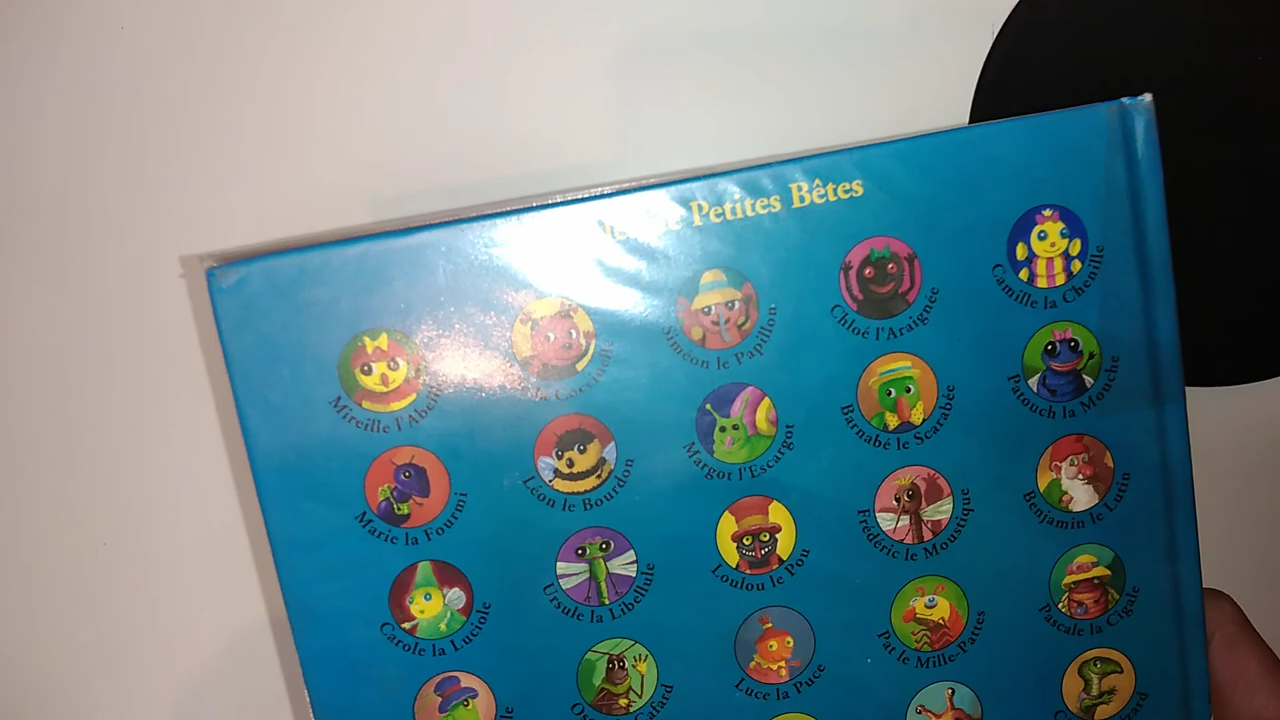 Petites Bêtes
Mireille l'Abeille
la Coccinelle
Siméon le Papillon
Chloé l'Araignée
Camille la Chenille
Marie la Fourmi
Léon le Bourdon
Margot l'Escargot
Barnabé le Scarabée
Patouch la Mouche
Carole la Luciole
Ursule la Libellule
Loulou le Pou
Frédéric le Moustique
Benjamin le Lutin
Luce la Puce
Pat le Mille-Pattes
Pascale la Cigale